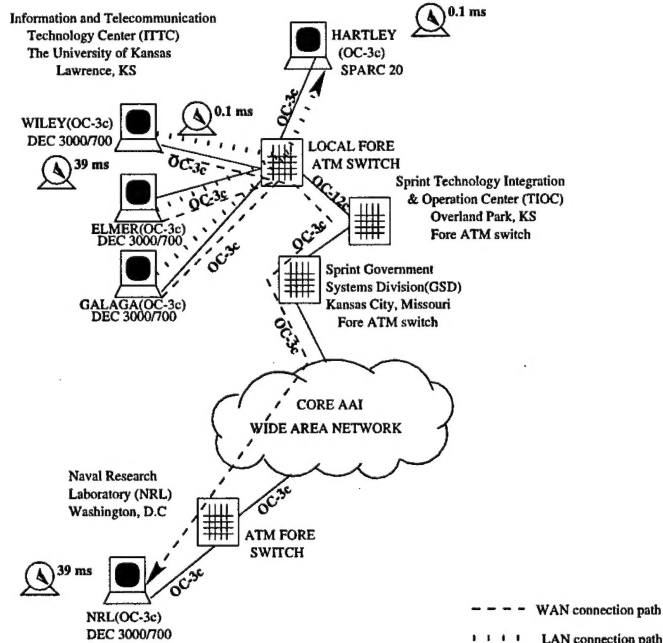 Information and Telecommunication
Technology Center (ITTC)
The University of Kansas
Lawrence, KS
HARTLEY
(OC-3c)
SPARC 20
0.1 ms
OC-3c
WILEY(OC-3c)
DEC 3000/700
0.1 ms
39 ms
OC-3c
LOCAL FORE
ATM SWITCH
ELMER(OC-3c)
DEC 3000/700
OC-3c
OC-12c
Sprint Technology Integration
& Operation Center (TIOC)
Overland Park, KS
Fore ATM switch
GALAGA(OC-3c)
DEC 3000/700
OC-3c
OC-3c
Sprint Government
Systems Division(GSD)
Kansas City, Missouri
Fore ATM switch
OC-3c
CORE AAI
WIDE AREA NETWORK
Naval Research
Laboratory (NRL)
Washington, D.C
OC-3c
ATM FORE
SWITCH
39 ms
OC-3c
NRL(OC-3c)
DEC 3000/700
WAN connection path
LAN connection path